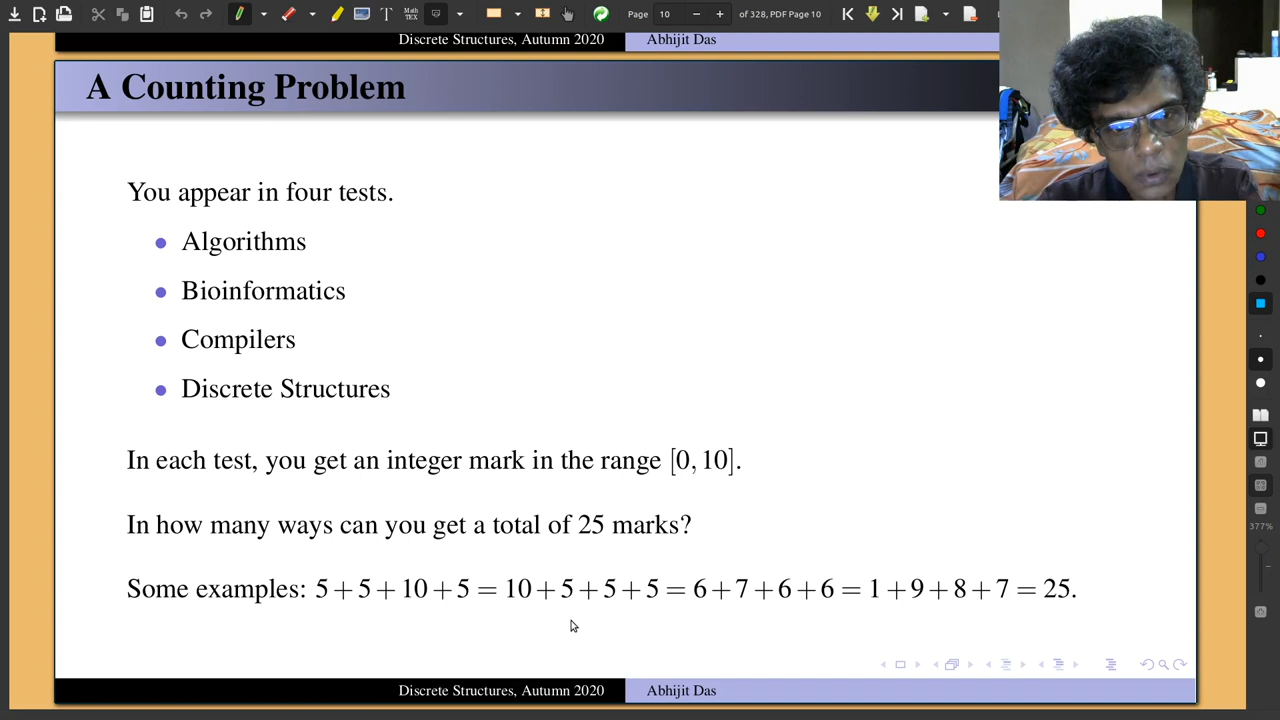 Page 10 of 328, PDF Page 10
Discrete Structures, Autumn 2020 Abhijit Das
A Counting Problem
You appear in four tests.
• Algorithms
• Bioinformatics
• Compilers
• Discrete Structures
In each test, you get an integer mark in the range [0, 10].
In how many ways can you get a total of 25 marks?
Some examples: 5+5+10+5 = 10+5+5+5 = 6+7+6+6 = 1+9+8+7 = 25.
377%
Discrete Structures, Autumn 2020 Abhijit Das